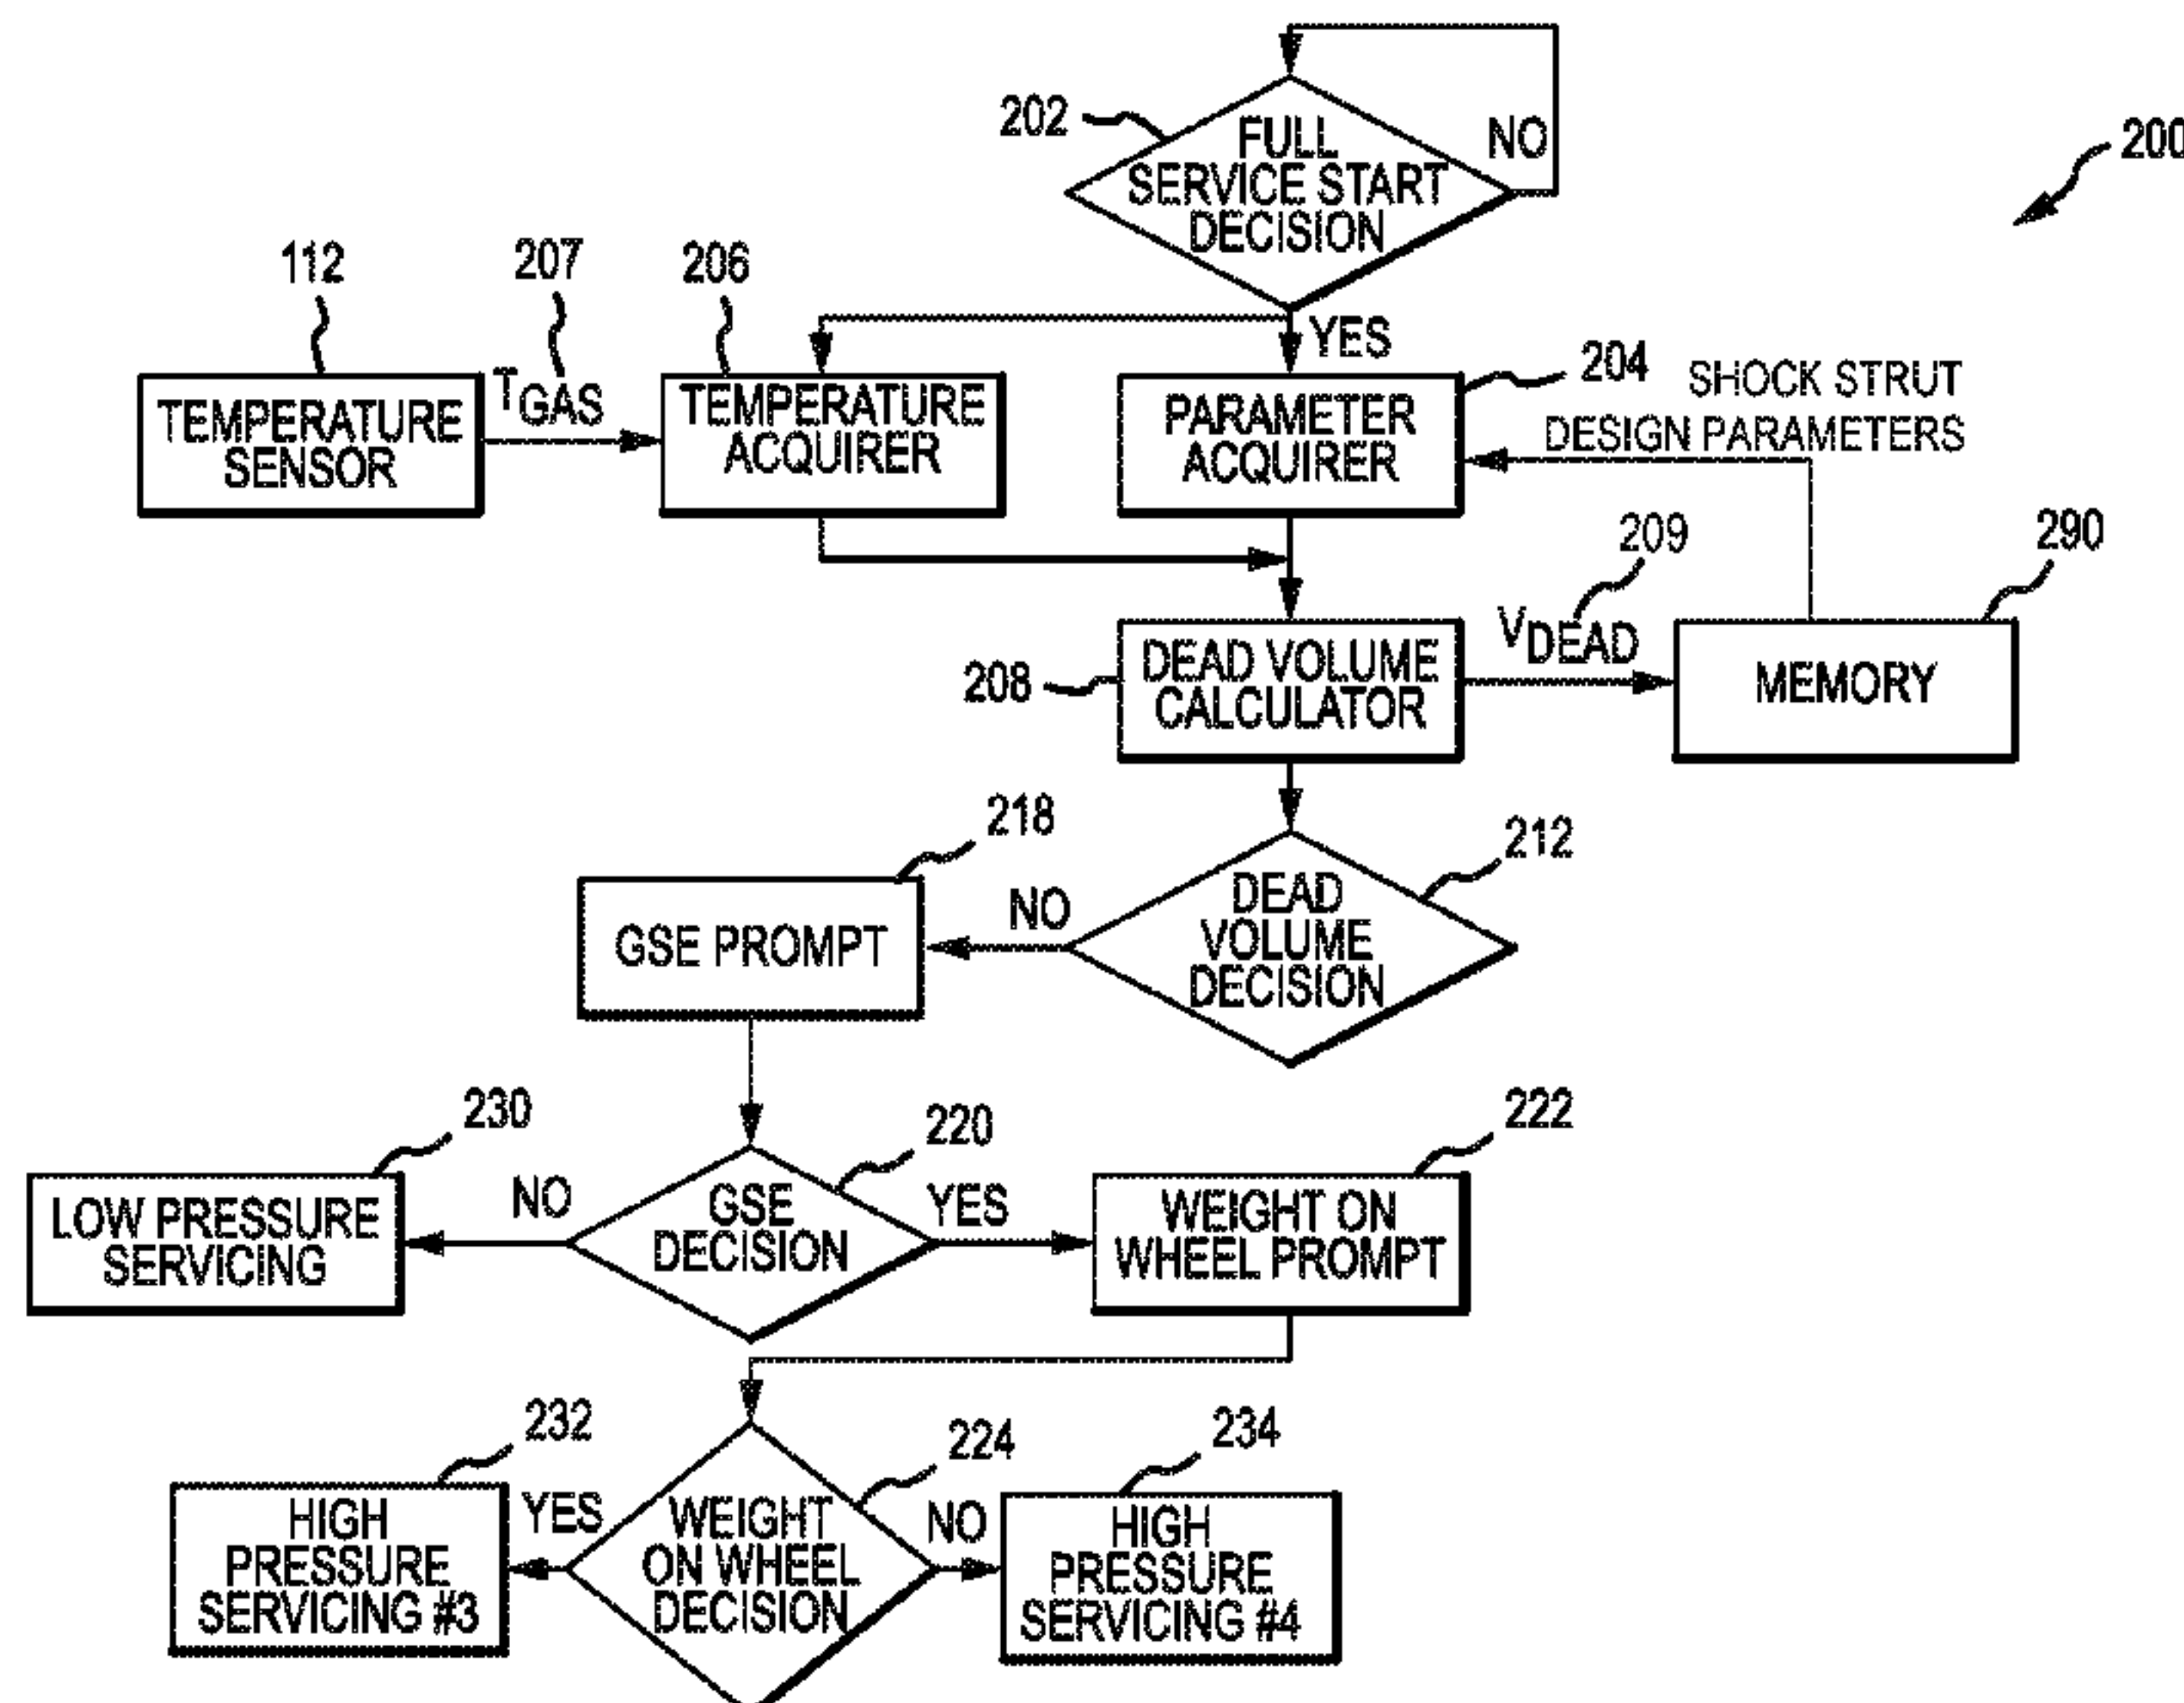 202
FULL
SERVICE START
DECISION
NO
200
112
207
206
YES
204
SHOCK STRUT
DESIGN PARAMETERS
TEMPERATURE
SENSOR
TGAS
TEMPERATURE
ACQUIRER
PARAMETER
ACQUIRER
209
290
208
DEAD VOLUME
CALCULATOR
VDEAD
MEMORY
218
212
GSE PROMPT
NO
DEAD
VOLUME
DECISION
230
220
222
LOW PRESSURE
SERVICING
NO
GSE
DECISION
YES
WEIGHT ON
WHEEL PROMPT
232
224
234
HIGH
PRESSURE
SERVICING #3
YES
WEIGHT
ON WHEEL
DECISION
NO
HIGH
PRESSURE
SERVICING #4